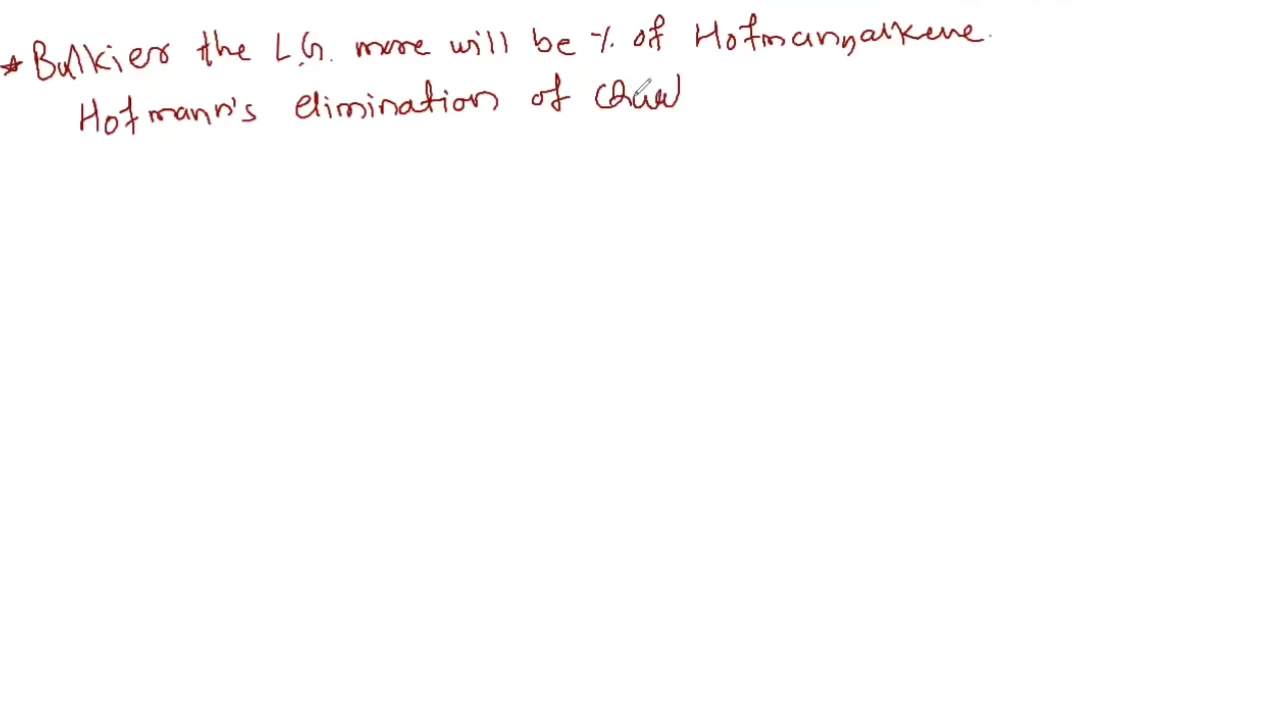 * Bulkier the L.G. more will be % of Hofmann alkene.
Hofmann's elimination of